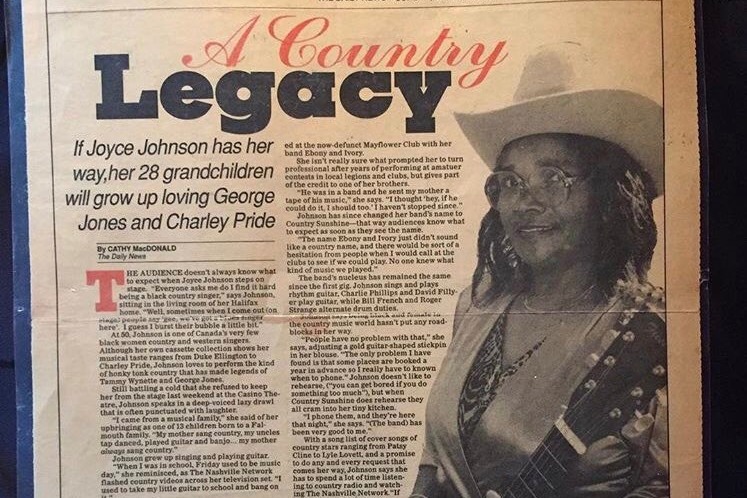 A Country
Legacy
If Joyce Johnson has her
way, her 28 grandchildren
will grow up loving George
Jones and Charley Pride
By CATHY MacDONALD
The Daily News
THE AUDIENCE doesn't always know what
to expect when Joyce Johnson steps on
stage. "Everyone asks me do I find it hard
being a black country singer," says Johnson,
sitting in the living room of her Halifax
home. "Well, sometimes when I come out (on
stage) people say 'gee, we've got a blues singer
here'. I guess I burst their bubble a little bit."
At 50, Johnson is one of Canada's very few
black women country and western singers.
Although her own cassette collection shows her
musical taste ranges from Duke Ellington to
Charley Pride, Johnson loves to perform the kind
of honky tonk country that has made legends of
Tammy Wynette and George Jones.
Still battling a cold that she refused to keep
her from the stage last weekend at the Casino The-
atre, Johnson speaks in a deep-voiced lazy drawl
that is often punctuated with laughter.
"I came from a musical family," she said of her
upbringing as one of 13 children born to a Fal-
mouth family. "My mother sang country, my uncles
tap danced, played guitar and banjo... my mother
always sang country."
Johnson grew up singing and playing guitar.
"When I was in school, Friday used to be music
day," she reminisced, as The Nashville Network
flashed country videos across her television set. "I
used to take my little guitar to school and bang on
ed at the now-defunct Mayflower Club with her
band Ebony and Ivory.
She isn't really sure what prompted her to turn
professional after years of performing at amatuer
contests in local legions and clubs, but gives part
of the credit to one of her brothers.
"He was in a band and he sent my mother a
tape of his music," she says. "I thought 'hey, if he
could do it, I should too.' I haven't stopped since."
Johnson has since changed her band's name to
Country Sunshine—that way audiences know what
to expect as soon as they see the name.
"The name Ebony and Ivory just didn't sound
like a country name, and there would be sort of a
hesitation from people when I would call at the
clubs to see if we could play. No one knew what
kind of music we played."
The band's nucleus has remained the same
since the first gig. Johnson sings and plays
rhythm guitar, Charlie Phillips and David Filly-
er play guitar, while Bill French and Roger
Strange alternate drum duties.
Johnson says being black and female in
the country music world hasn't put any road-
blocks in her way.
"People have no problem with that," she
says, adjusting a gold guitar-shaped stickpin
in her blouse. "The only problem I have
found is that some places are booked a
year in advance so I really have to known
when to phone." Johnson doesn't like to
rehearse, ("you can get bored if you do
something too much"), but when
Country Sunshine does rehearse they
all cram into her tiny kitchen.
"I phone them, and they're here
that night," she says. "(The band) has
been very good to me."
With a song list of cover songs of
country stars ranging from Patsy
Cline to Lyle Lovett, and a promise
to do any and every request that
comes her way, Johnson says she
has to spend a lot of time listen-
ing to country radio and watch-
ing The Nashville Network. "If